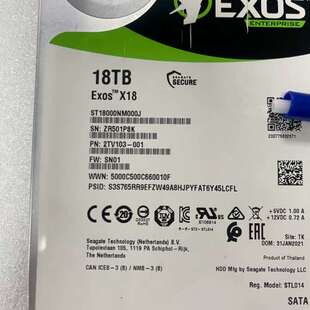 EXOS
ENTERPRISE
18TB
Exos™ X18
SEAGATE
SECURE
ST18000NM000J
SN: ZR501P8K
PN: 2TV103-001
FW: SN01
WWN: 5000C500C660010F
PSID: S3S765RR9EFZW49A8HJPYFAT6Y45LCFL
+5VDC 1.00 A
+12VDC 0.72 A
Seagate Technology (Netherlands) B.V.
Tupolevlaan 105, 1119 PA Schiphol-Rijk,
The Netherlands
CAN ICES-3 (B) / NMB-3 (B)
Site: TK
DOM: 31JAN2021
Product of Thailand
HDD Mfg by Seagate Technology LLC
Reg. Model: STL014
SATA